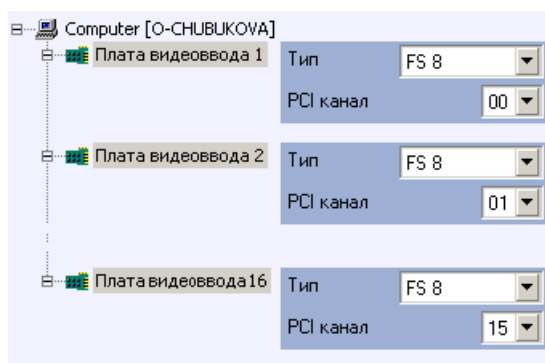 Computer [O-CHUBUKOVA]
Плата видеоввода 1 Тип FS 8
PCI канал 00
Плата видеоввода 2 Тип FS 8
PCI канал 01
Плата видеоввода 16 Тип FS 8
PCI канал 15